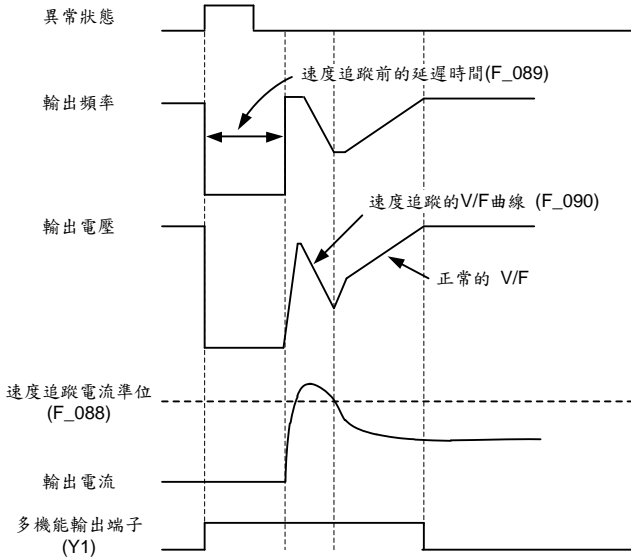 異常狀態
速度追蹤前的延遲時間(F_089)
輸出頻率
速度追蹤的V/F曲線 (F_090)
輸出電壓
正常的 V/F
速度追蹤電流準位
(F_088)
輸出電流
多機能輸出端子
(Y1)